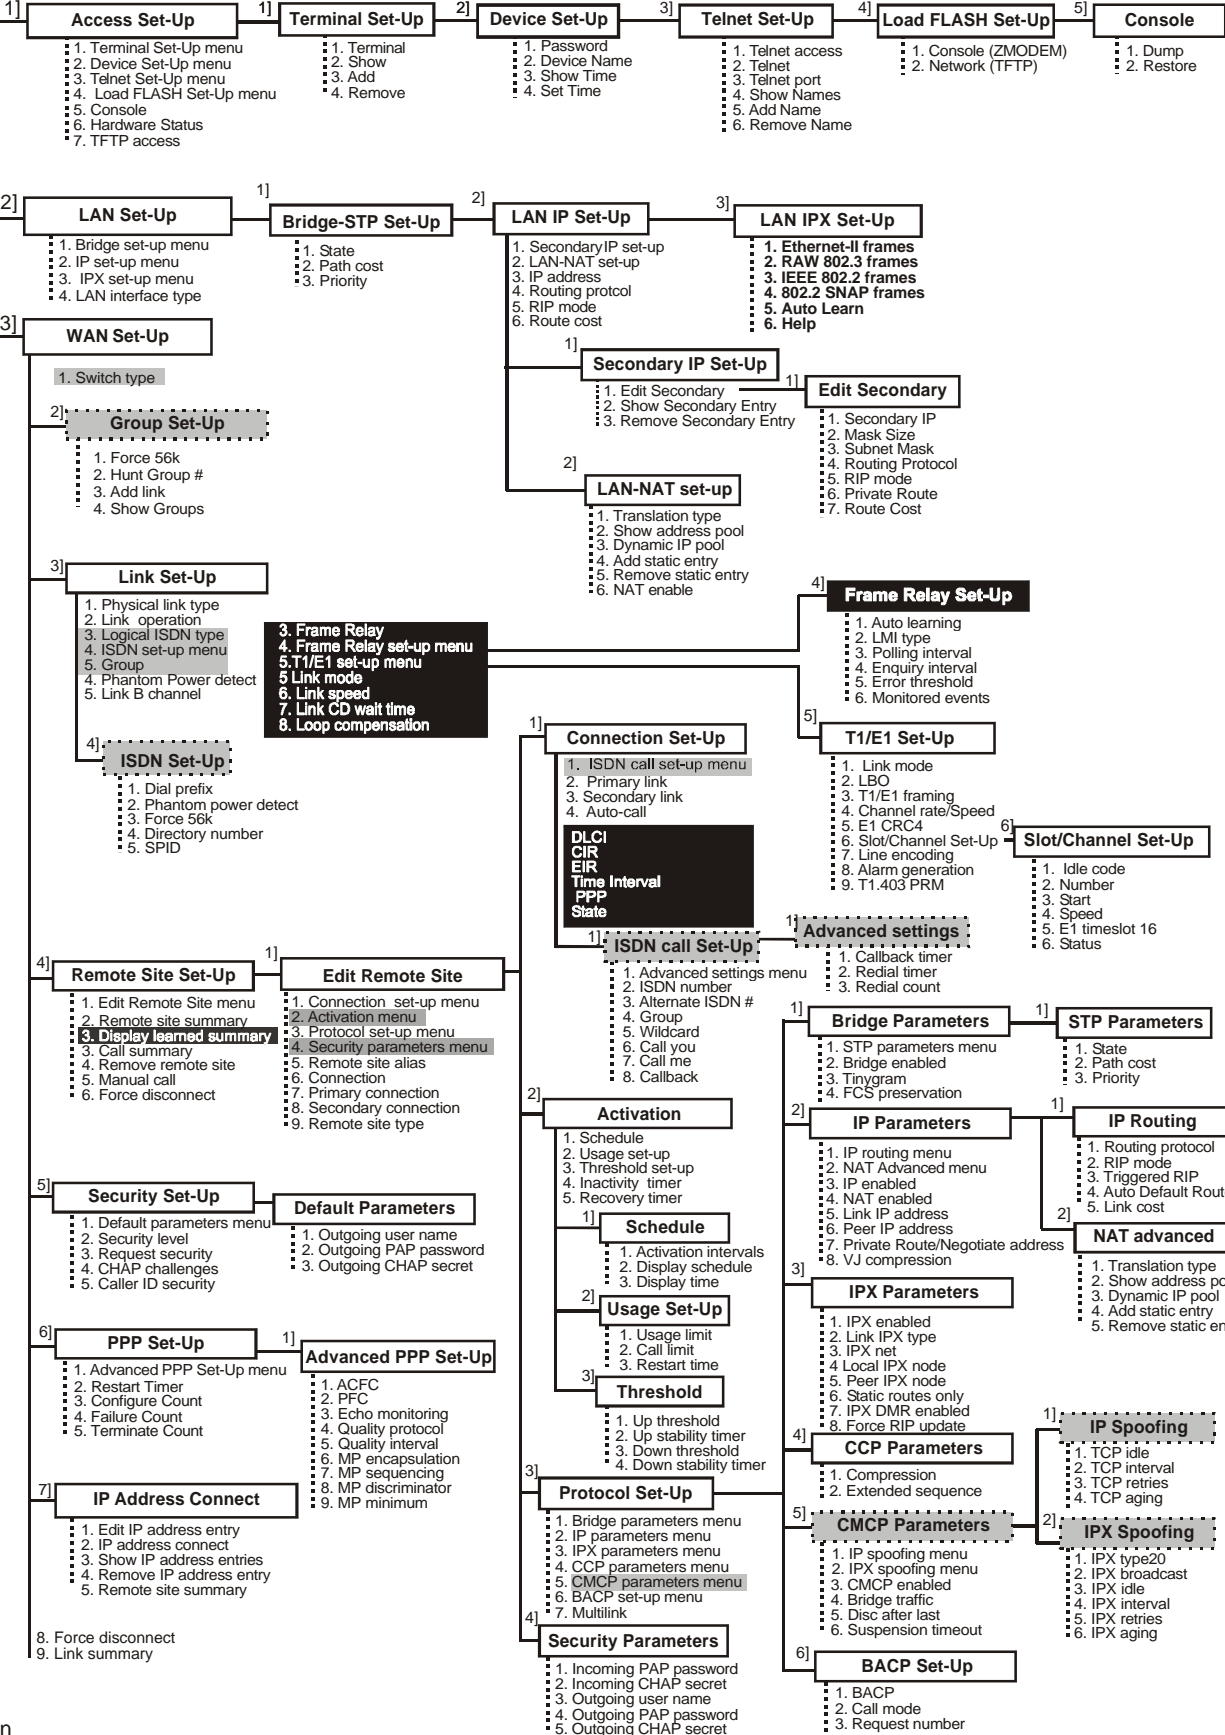 1]
Access Set-Up
1. Terminal Set-Up menu
2. Device Set-Up menu
3. Telnet Set-Up menu
4. Load FLASH Set-Up menu
5. Console
6. Hardware Status
7. TFTP access
1]
Terminal Set-Up
1. Terminal
2. Show
3. Add
4. Remove
2]
Device Set-Up
1. Password
2. Device Name
3. Show Time
4. Set Time
3]
Telnet Set-Up
1. Telnet access
2. Telnet
3. Telnet port
4. Show Names
5. Add Name
6. Remove Name
4]
Load FLASH Set-Up
1. Console (ZMODEM)
2. Network (TFTP)
5]
Console
1. Dump
2. Restore
2]
LAN Set-Up
1. Bridge set-up menu
2. IP set-up menu
3. IPX set-up menu
4. LAN interface type
1]
Bridge-STP Set-Up
1. State
2. Path cost
3. Priority
2]
LAN IP Set-Up
1. Secondary IP set-up
2. LAN-NAT set-up
3. IP address
4. Routing protcol
5. RIP mode
6. Route cost
3]
LAN IPX Set-Up
1. Ethernet-II frames
2. RAW 802.3 frames
3. IEEE 802.2 frames
4. 802.2 SNAP frames
5. Auto Learn
6. Help
1]
Secondary IP Set-Up
1. Edit Secondary
2. Show Secondary Entry
3. Remove Secondary Entry
1]
Edit Secondary
1. Secondary IP
2. Mask Size
3. Subnet Mask
4. Routing Protocol
5. RIP mode
6. Private Route
7. Route Cost
2]
LAN-NAT set-up
1. Translation type
2. Show address pool
3. Dynamic IP pool
4. Add static entry
5. Remove static entry
6. NAT enable
3]
WAN Set-Up
1. Switch type
2]
Group Set-Up
1. Force 56k
2. Hunt Group #
3. Add link
4. Show Groups
3]
Link Set-Up
1. Physical link type
2. Link operation
3. Logical ISDN type
4. ISDN set-up menu
5. Group
4. Phantom Power detect
5. Link B channel
3. Frame Relay
4. Frame Relay set-up menu
5.T1/E1 set-up menu
5 Link mode
6. Link speed
7. Link CD wait time
8. Loop compensation
4]
Frame Relay Set-Up
1. Auto learning
2. LMI type
3. Polling interval
4. Enquiry interval
5. Error threshold
6. Monitored events
5]
T1/E1 Set-Up
1. Link mode
2. LBO
3. T1/E1 framing
4. Channel rate/Speed
5. E1 CRC4
6. Slot/Channel Set-Up
7. Line encoding
8. Alarm generation
9. T1.403 PRM
6]
Slot/Channel Set-Up
1. Idle code
2. Number
3. Start
4. Speed
5. E1 timeslot 16
6. Status
4]
ISDN Set-Up
1. Dial prefix
2. Phantom power detect
3. Force 56k
4. Directory number
5. SPID
4]
Remote Site Set-Up
1. Edit Remote Site menu
2. Remote site summary
3. Display learned summary
3. Call summary
4. Remove remote site
5. Manual call
6. Force disconnect
1]
Edit Remote Site
1. Connection set-up menu
2. Activation menu
3. Protocol set-up menu
4. Security parameters menu
5. Remote site alias
6. Connection
7. Primary connection
8. Secondary connection
9. Remote site type
1]
Connection Set-Up
1. ISDN call set-up menu
2. Primary link
3. Secondary link
4. Auto-call
DLCI
CIR
EIR
Time Interval
PPP
State
1]
ISDN call Set-Up
1. Advanced settings menu
2. ISDN number
3. Alternate ISDN #
4. Group
5. Wildcard
6. Call you
7. Call me
8. Callback
1]
Advanced settings
1. Callback timer
2. Redial timer
3. Redial count
2]
Activation
1. Schedule
2. Usage set-up
3. Threshold set-up
4. Inactivity timer
5. Recovery timer
1]
Schedule
1. Activation intervals
2. Display schedule
3. Display time
2]
Usage Set-Up
1. Usage limit
2. Call limit
3. Restart time
3]
Threshold
1. Up threshold
2. Up stability timer
3. Down threshold
4. Down stability timer
3]
Protocol Set-Up
1. Bridge parameters menu
2. IP parameters menu
3. IPX parameters menu
4. CCP parameters menu
5. CMCP parameters menu
6. BACP set-up menu
7. Multilink
4]
Security Parameters
1. Incoming PAP password
2. Incoming CHAP secret
3. Outgoing user name
4. Outgoing PAP password
5. Outgoing CHAP secret
1]
Bridge Parameters
1. STP parameters menu
2. Bridge enabled
3. Tinygram
4. FCS preservation
1]
STP Parameters
1. State
2. Path cost
3. Priority
2]
IP Parameters
1. IP routing menu
2. NAT Advanced menu
3. IP enabled
4. NAT enabled
5. Link IP address
6. Peer IP address
7. Private Route/Negotiate address
8. VJ compression
1]
IP Routing
1. Routing protocol
2. RIP mode
3. Triggered RIP
4. Auto Default Rout
5. Link cost
2]
NAT advanced
1. Translation type
2. Show address po
3. Dynamic IP pool
4. Add static entry
5. Remove static en
3]
IPX Parameters
1. IPX enabled
2. Link IPX type
3. IPX net
4 Local IPX node
5. Peer IPX node
6. Static routes only
7. IPX DMR enabled
8. Force RIP update
4]
CCP Parameters
1. Compression
2. Extended sequence
5]
CMCP Parameters
1. IP spoofing menu
2. IPX spoofing menu
3. CMCP enabled
4. Bridge traffic
5. Disc after last
6. Suspension timeout
1]
IP Spoofing
1. TCP idle
2. TCP interval
3. TCP retries
4. TCP aging
2]
IPX Spoofing
1. IPX type20
2. IPX broadcast
3. IPX idle
4. IPX interval
5. IPX retries
6. IPX aging
6]
BACP Set-Up
1. BACP
2. Call mode
3. Request number
5]
Security Set-Up
1. Default parameters menu
2. Security level
3. Request security
4. CHAP challenges
5. Caller ID security
Default Parameters
1. Outgoing user name
2. Outgoing PAP password
3. Outgoing CHAP secret
6]
PPP Set-Up
1. Advanced PPP Set-Up menu
2. Restart Timer
3. Configure Count
4. Failure Count
5. Terminate Count
1]
Advanced PPP Set-Up
1. ACFC
2. PFC
3. Echo monitoring
4. Quality protocol
5. Quality interval
6. MP encapsulation
7. MP sequencing
8. MP discriminator
9. MP minimum
7]
IP Address Connect
1. Edit IP address entry
2. IP address connect
3. Show IP address entries
4. Remove IP address entry
5. Remote site summary
8. Force disconnect
9. Link summary
n